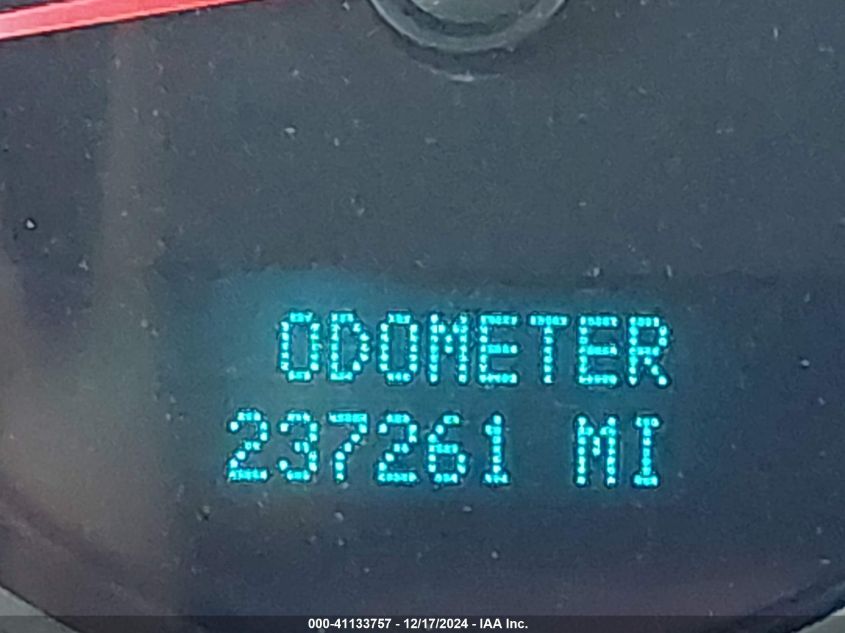 ODOMETER
237261 MI
000-41133757 - 12/17/2024 - IAA Inc.